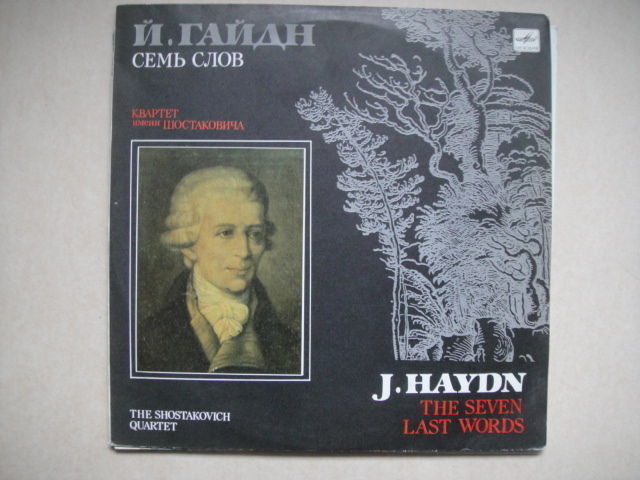 Й. ГАЙДН
СЕМЬ СЛОВ
КВАРТЕТ
имени ШОСТАКОВИЧА
J. HAYDN
THE SEVEN
LAST WORDS
THE SHOSTAKOVICH
QUARTET